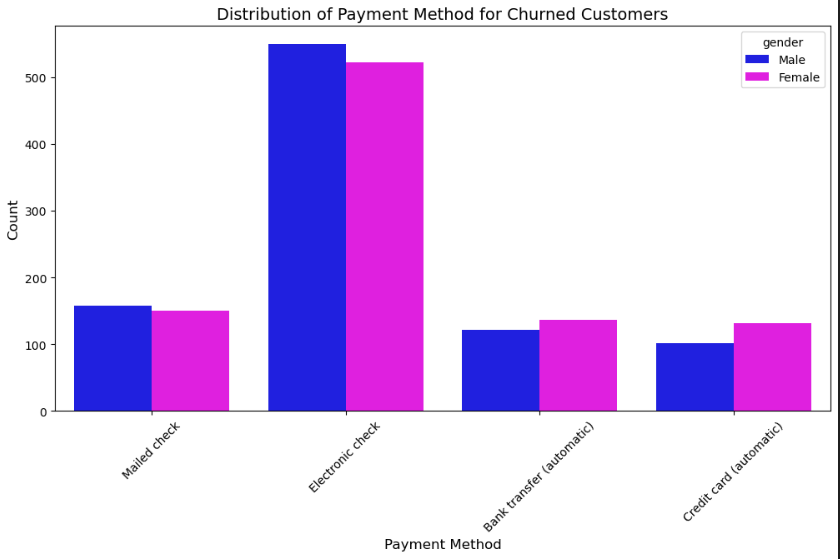 Distribution of Payment Method for Churned Customers
gender
Male
Female
Count
500
400
300
200
100
0
Mailed check
Electronic check
Bank transfer (automatic)
Credit card (automatic)
Payment Method